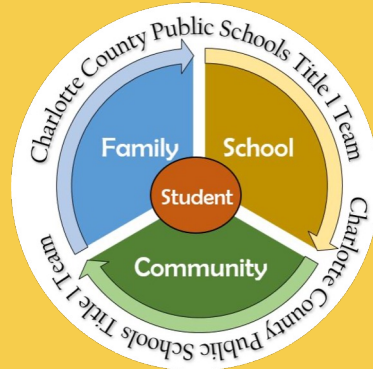 Charlotte County Public Schools Title I Team
Charlotte County Public Schools Title I Team
Family
School
Student
Community